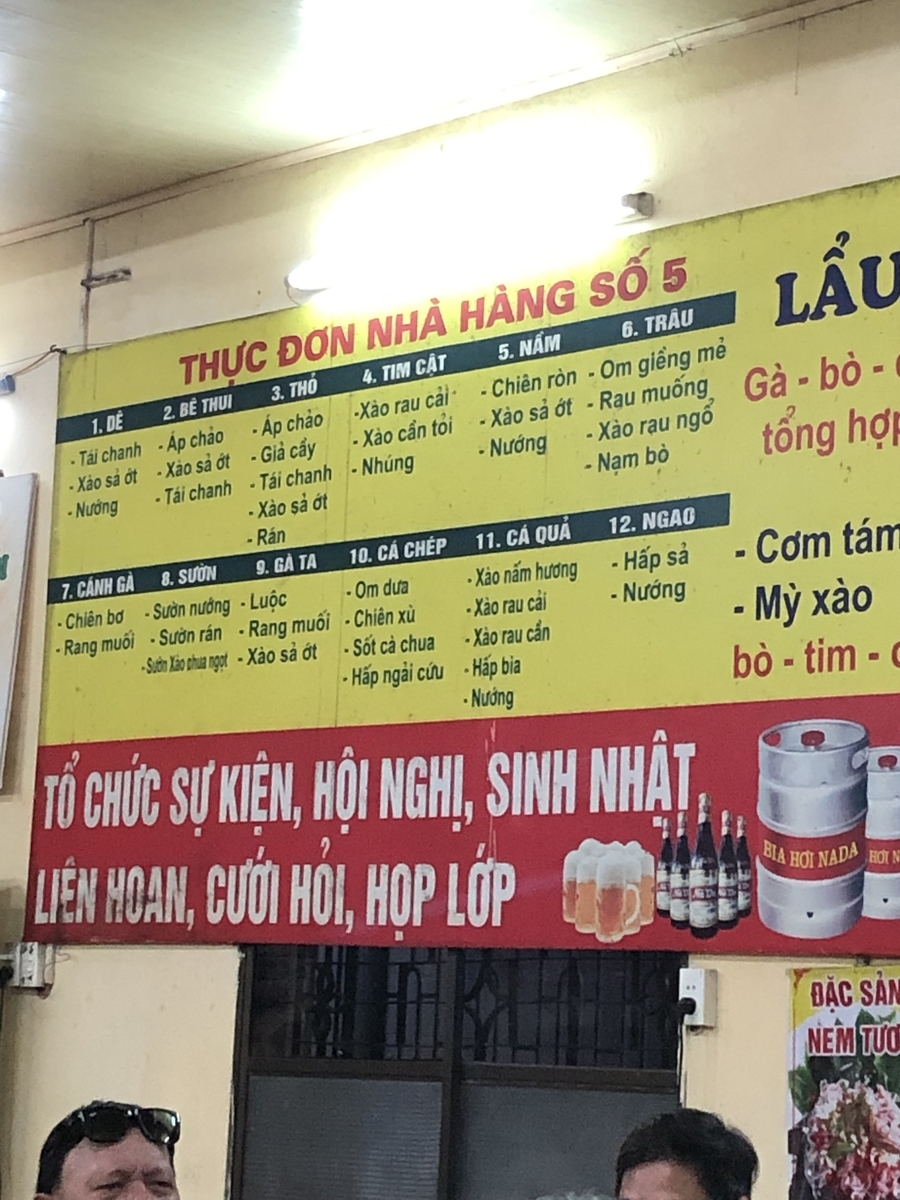 THỰC ĐƠN NHÀ HÀNG SỐ 5
1. DÊ
- Tái chanh
- Xào sả ớt
- Nướng
2. BÊ THUI
- Áp chảo
- Xào sả ớt
- Tái chanh
3. THỎ
- Áp chảo
- Giả cầy
- Tái chanh
- Xào sả ớt
- Rán
4. TIM CẬT
- Xào rau cải
- Xào cần tỏi
- Nhúng
5. NẦM
- Chiên ròn
- Xào sả ớt
- Nướng
6. TRÂU
- Om giềng mẻ
- Rau muống
- Xào rau ngổ
- Nạm bò
7. CÁNH GÀ
- Chiên bơ
- Rang muối
8. SƯỜN
- Sườn nướng
- Sườn rán
- Sườn Xào chua ngọt
9. GÀ TA
- Luộc
- Rang muối
- Xào sả ớt
10. CÁ CHÉP
- Om dưa
- Chiên xù
- Sốt cà chua
- Hấp ngải cứu
11. CÁ QUẢ
- Xào nấm hương
- Xào rau cải
- Xào rau cần
- Hấp bia
- Nướng
12. NGAO
- Hấp sả
- Nướng
LẨU
Gà - bò -
tổng hợp
- Cơm tám
- Mỳ xào
bò - tim -
TỔ CHỨC SỰ KIỆN, HỘI NGHỊ, SINH NHẬT
LIÊN HOAN, CƯỚI HỎI, HỌP LỚP
BIA HƠI NADA
HƠI N
ĐẶC SẢN
NEM TƯƠ